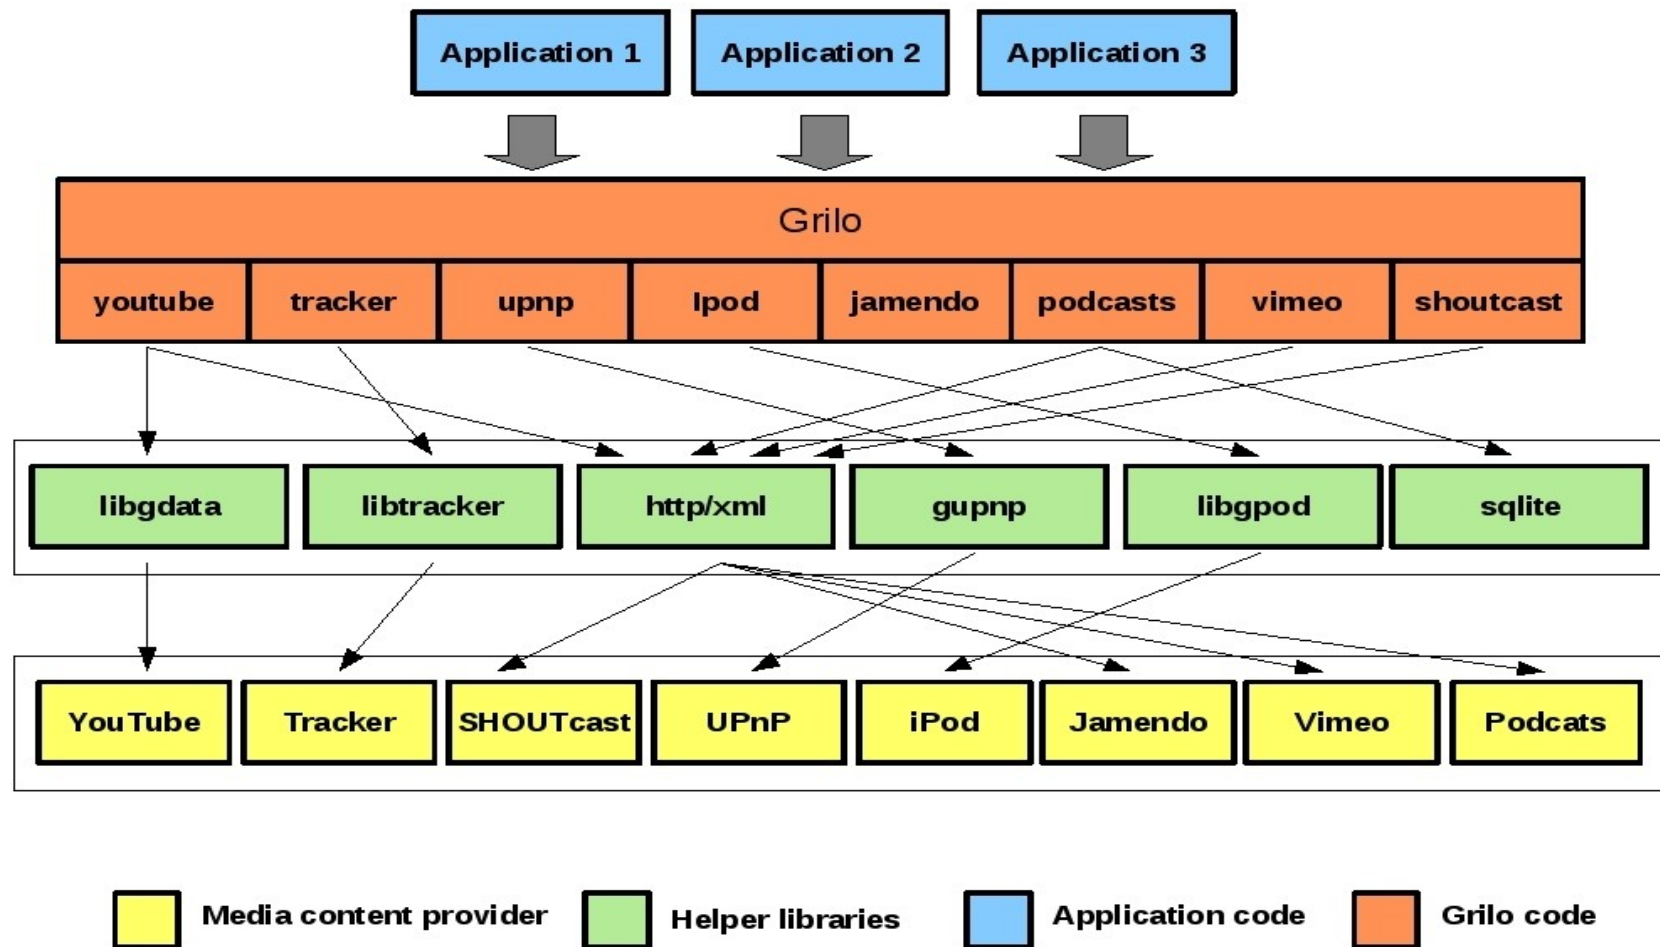 Application 1 Application 2 Application 3
Grilo
youtube tracker upnp Ipod jamendo podcasts vimeo shoutcast
libgdata libtracker http/xml gupnp libgpod sqlite
YouTube Tracker SHOUTcast UPnP iPod Jamendo Vimeo Podcats
Media content provider Helper libraries Application code Grilo code